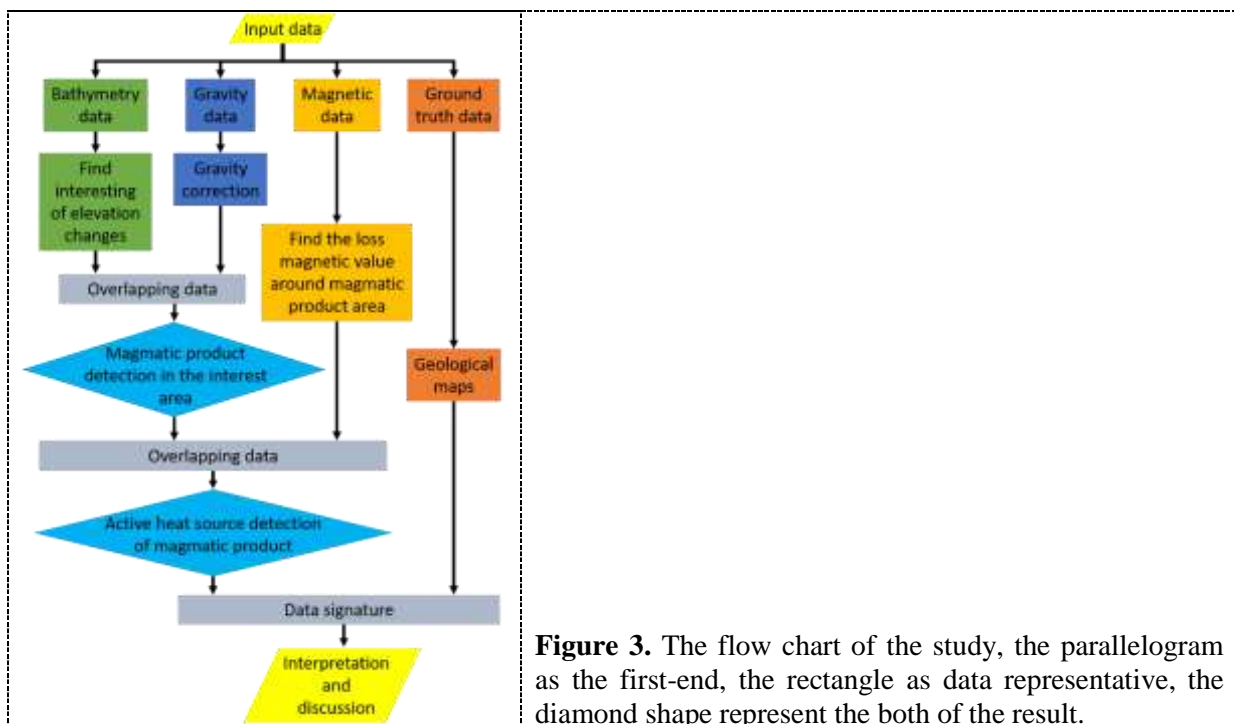 Input data
Bathymetry
data
Gravity
data
Magnetic
data
Ground
truth data
Find
interesting
of elevation
changes
Gravity
correction
Find the loss
magnetic value
around magmatic
product area
Overlapping data
Magmatic product
detection in the interest
area
Geological
maps
Overlapping data
Active heat source detection
of magmatic product
Data signature
Interpretation
and
discussion
Figure 3. The flow chart of the study, the parallelogram
as the first-end, the rectangle as data representative, the
diamond shape represent the both of the result.